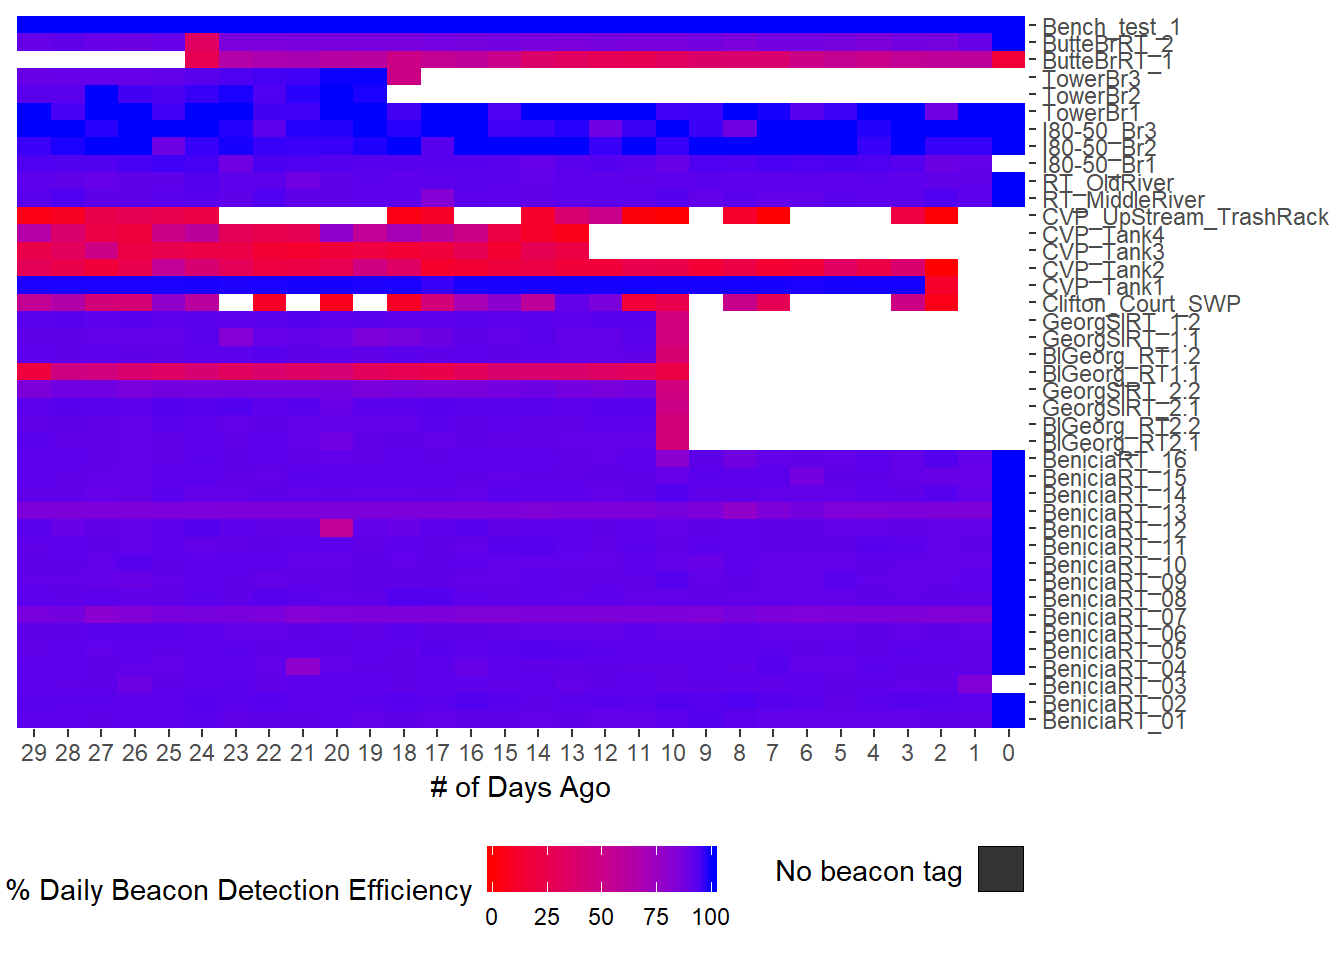 Bench_test_1
ButteBrRT_2
ButteBrRT_1
TowerBr3
TowerBr2
TowerBr1
I80-50_Br3
I80-50_Br2
I80-50_Br1
RT_OldRiver
RT_MiddleRiver
CVP_UpStream_TrashRack
CVP_Tank4
CVP_Tank3
CVP_Tank2
CVP_Tank1
Clifton_Court_SWP
GeorgSlRT_1.2
GeorgSlRT_1.1
BlGeorg_RT1.2
BlGeorg_RT1.1
GeorgSlRT_2.2
GeorgSlRT_2.1
BlGeorg_RT2.2
BlGeorg_RT2.1
BeniciaRT_16
BeniciaRT_15
BeniciaRT_14
BeniciaRT_13
BeniciaRT_12
BeniciaRT_11
BeniciaRT_10
BeniciaRT_09
BeniciaRT_08
BeniciaRT_07
BeniciaRT_06
BeniciaRT_05
BeniciaRT_04
BeniciaRT_03
BeniciaRT_02
BeniciaRT_01
29 28 27 26 25 24 23 22 21 20 19 18 17 16 15 14 13 12 11 10 9 8 7 6 5 4 3 2 1 0
# of Days Ago
% Daily Beacon Detection Efficiency
0 25 50 75 100
No beacon tag